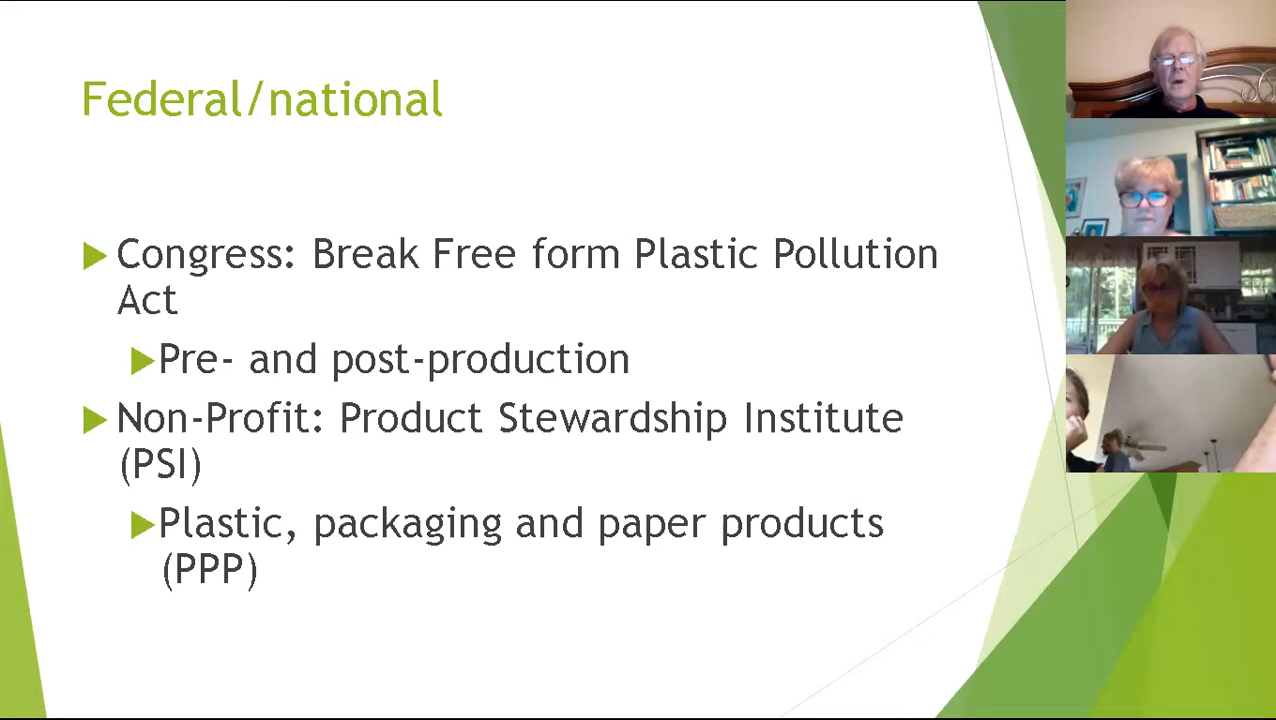 Federal/national
Congress: Break Free form Plastic Pollution
Act
Pre- and post-production
Non-Profit: Product Stewardship Institute
(PSI)
Plastic, packaging and paper products
(PPP)